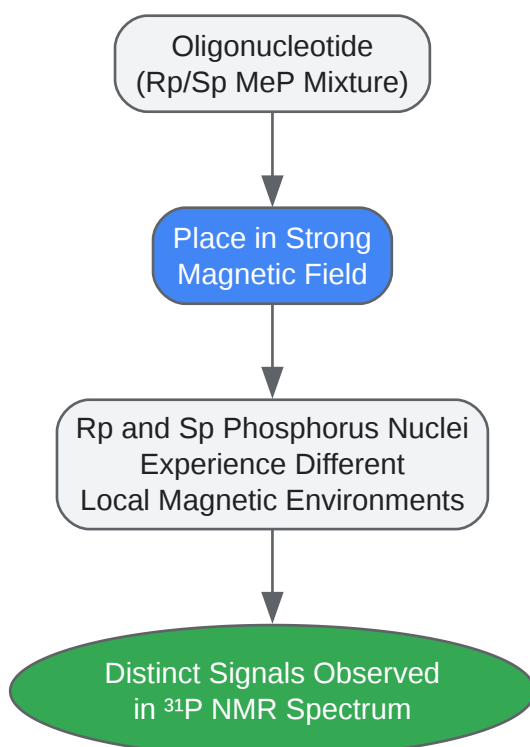 Oligonucleotide
(Rp/Sp MeP Mixture)
Place in Strong
Magnetic Field
Rp and Sp Phosphorus Nuclei
Experience Different
Local Magnetic Environments
Distinct Signals Observed
in ³¹P NMR Spectrum